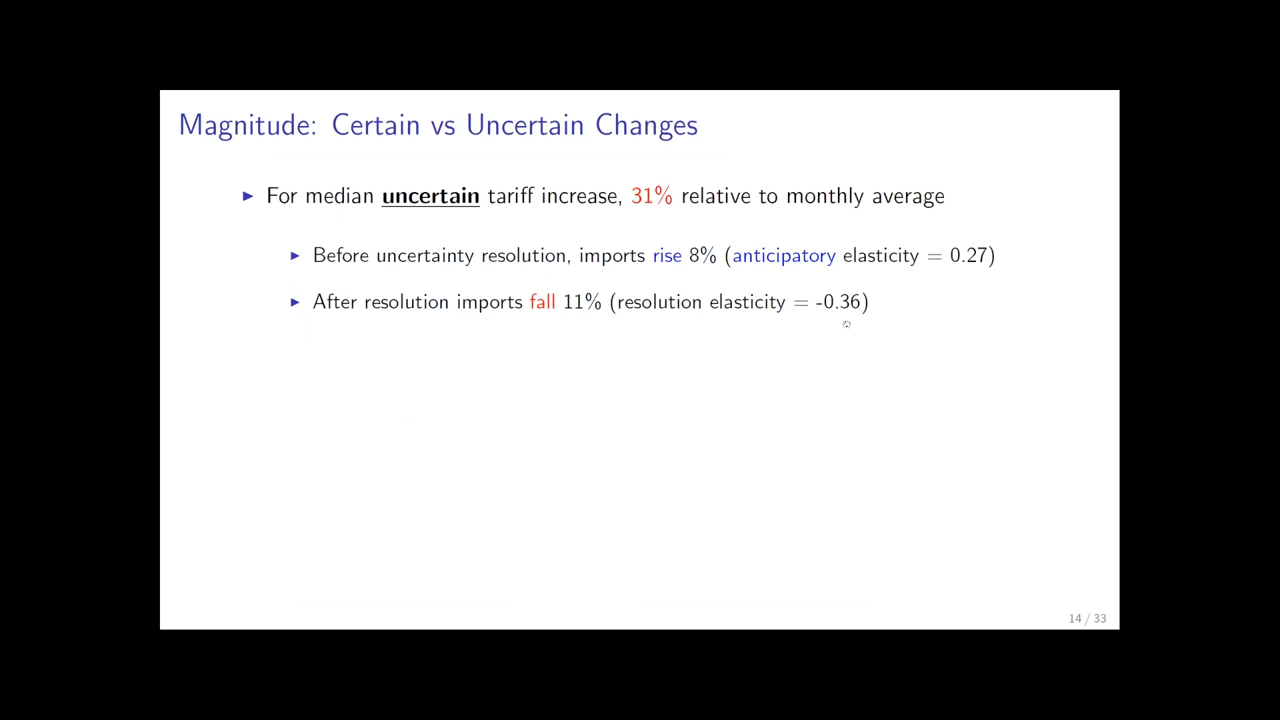 Magnitude: Certain vs Uncertain Changes
▶ For median uncertain tariff increase, 31% relative to monthly average
▶ Before uncertainty resolution, imports rise 8% (anticipatory elasticity = 0.27)
▶ After resolution imports fall 11% (resolution elasticity = -0.36)
14 / 33